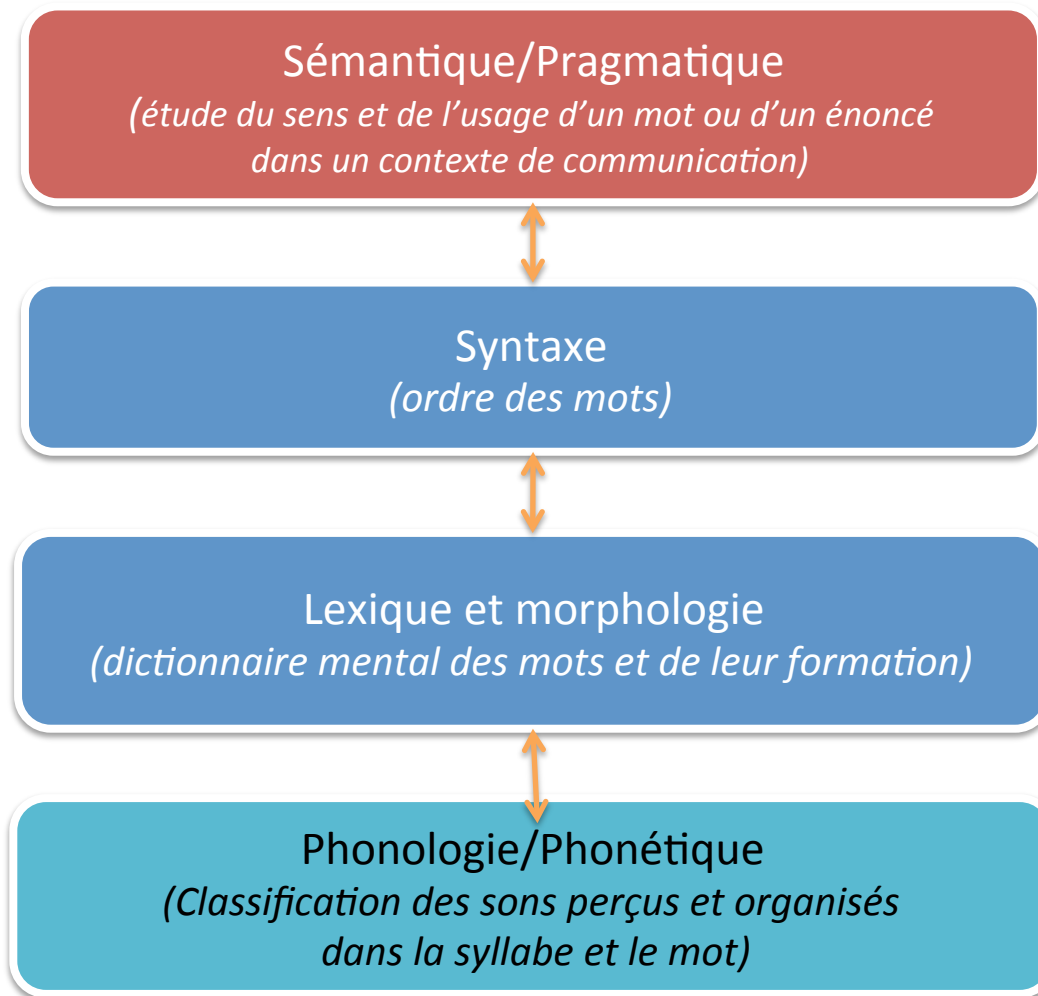 Sémantique/Pragmatique
(étude du sens et de l’usage d’un mot ou d’un énoncé
dans un contexte de communication)
Syntaxe
(ordre des mots)
Lexique et morphologie
(dictionnaire mental des mots et de leur formation)
Phonologie/Phonétique
(Classification des sons perçus et organisés
dans la syllabe et le mot)